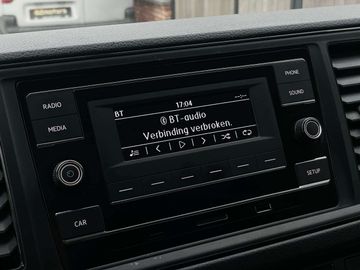 RADIO
MEDIA
CAR
PHONE
SOUND
SETUP
17:04
BT
BT-audio
Verbinding verbroken.